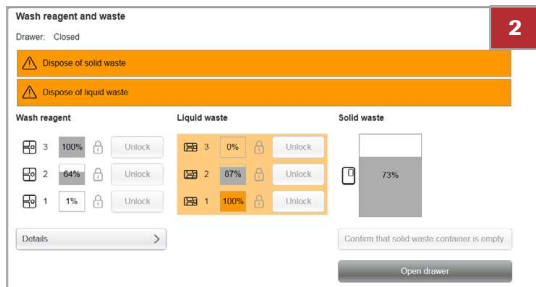 Wash reagent and waste
2
Drawer: Closed
Dispose of solid waste
Dispose of liquid waste
Wash reagent Liquid waste Solid waste
3 100% Unlock 3 0% Unlock
2 64% Unlock 2 87% Unlock 73%
1 1% Unlock 1 100% Unlock
Details > Confirm that solid waste container is empty
Open drawer